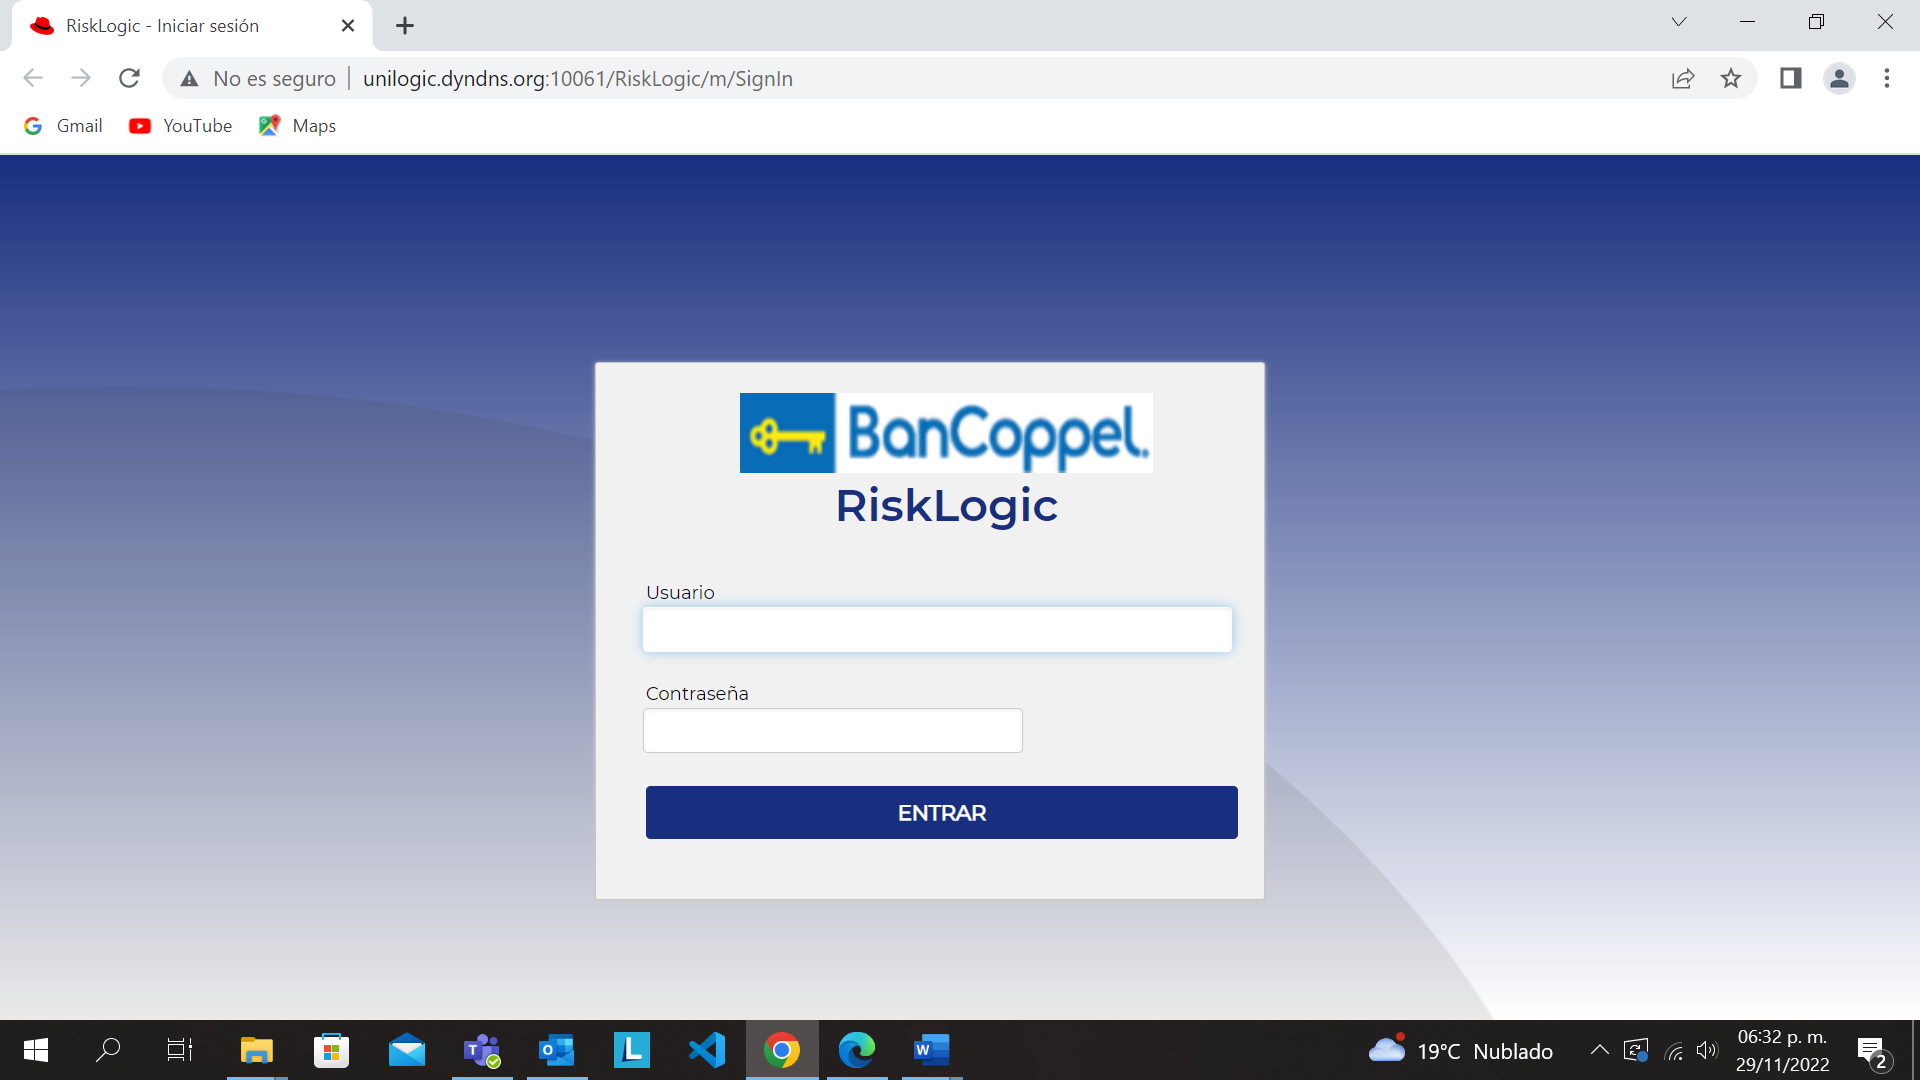 RiskLogic - Iniciar sesión
No es seguro unilogic.dyndns.org:10061/RiskLogic/m/SignIn
Gmail YouTube Maps
BanCoppel.
RiskLogic
Usuario
Contraseña
ENTRAR
19°C Nublado
06:32 p. m.
29/11/2022
2